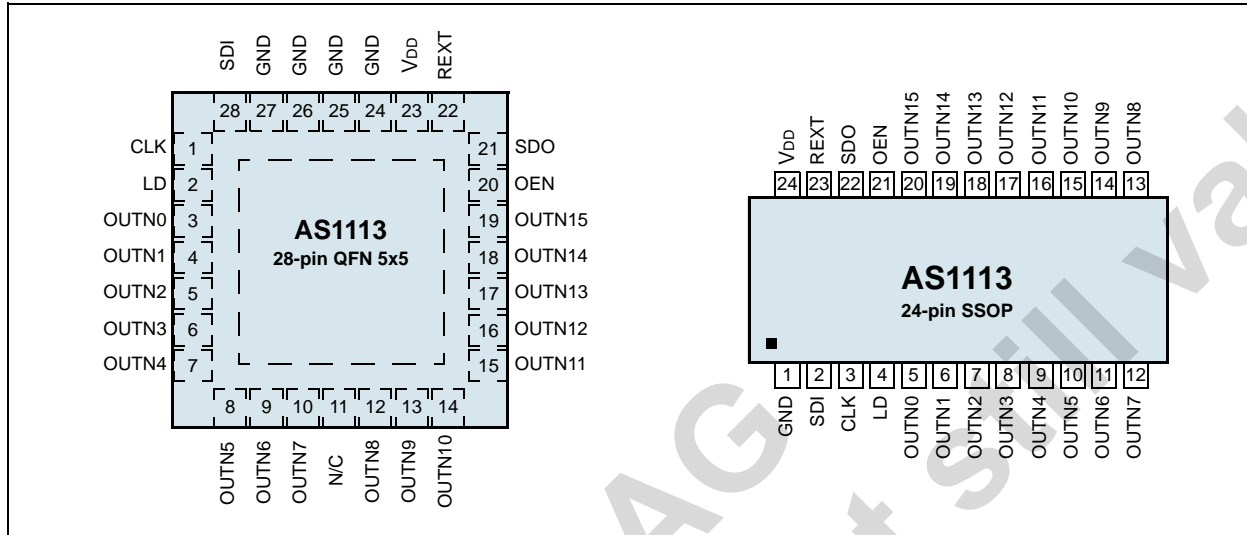 SDI GND GND GND GND VDD REXT
28 27 26 25 24 23 22
CLK 1
LD 2
OUTN0 3
OUTN1 4
OUTN2 5
OUTN3 6
OUTN4 7
AS1113
28-pin QFN 5x5
21 SDO
20 OEN
19 OUTN15
18 OUTN14
17 OUTN13
16 OUTN12
15 OUTN11
8 9 10 11 12 13 14
OUTN5 OUTN6 OUTN7 N/C OUTN8 OUTN9 OUTN10
VDD REXT SDO OEN OUTN15 OUTN14 OUTN13 OUTN12 OUTN11 OUTN10 OUTN9 OUTN8
24 23 22 21 20 19 18 17 16 15 14 13
AS1113
24-pin SSOP
1 2 3 4 5 6 7 8 9 10 11 12
GND SDI CLK LD OUTN0 OUTN1 OUTN2 OUTN3 OUTN4 OUTN5 OUTN6 OUTN7
AG
still